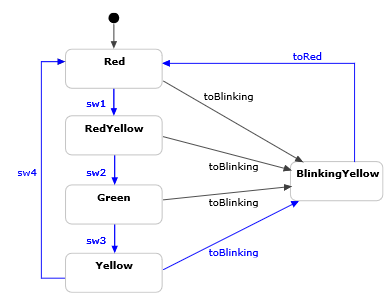 Red
toRed
sw1
toBlinking
RedYellow
sw2
toBlinking
sw4
BlinkingYellow
Green
toBlinking
sw3
toBlinking
Yellow